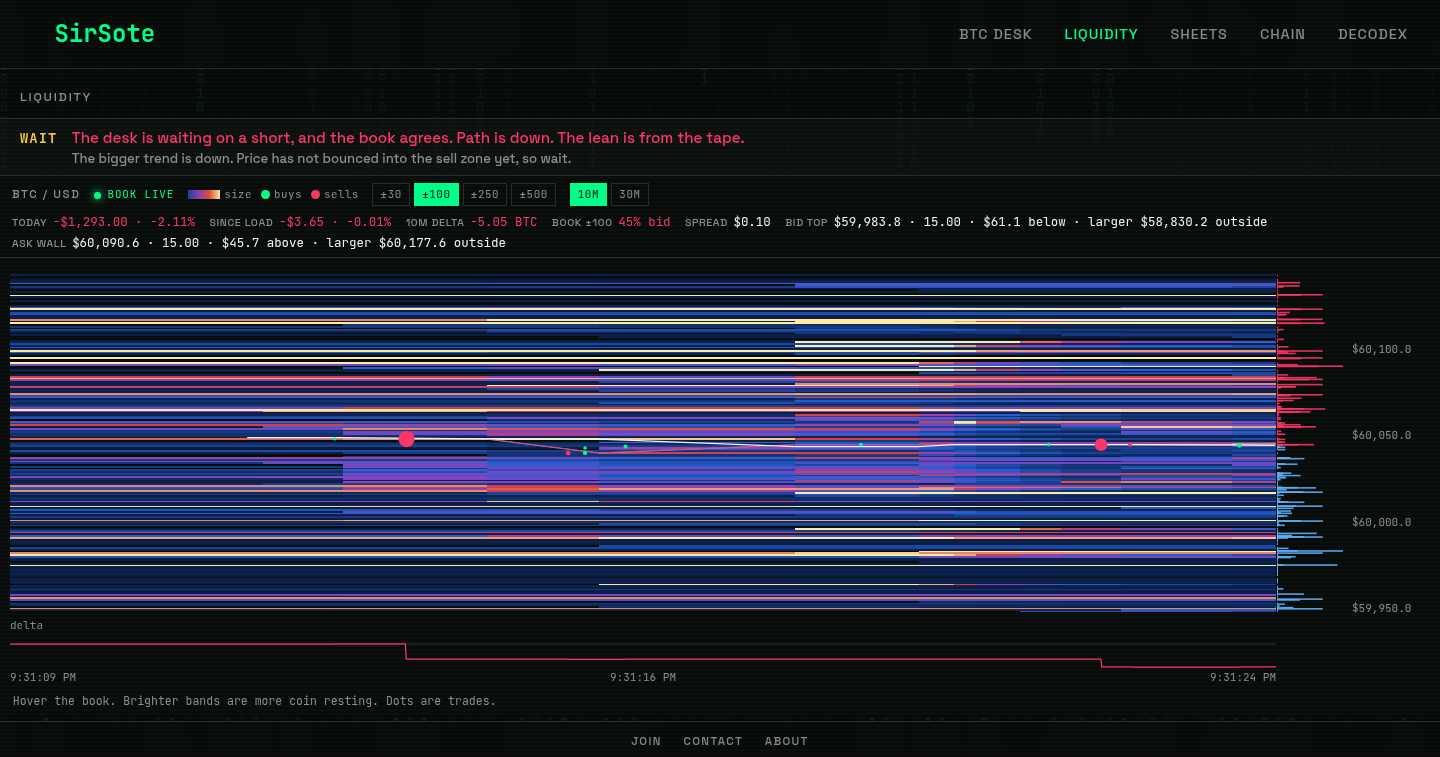 SirSote
BTC DESK LIQUIDITY SHEETS CHAIN DECODEX
LIQUIDITY
WAIT The desk is waiting on a short, and the book agrees. Path is down. The lean is from the tape.
The bigger trend is down. Price has not bounced into the sell zone yet, so wait.
BTC / USD BOOK LIVE size buys sells ±30 ±100 ±250 ±500 10M 30M
TODAY -$1,293.00 · -2.11% SINCE LOAD -$3.65 · -0.01% 10M DELTA -5.05 BTC BOOK ±100 45% bid SPREAD $0.10 BID TOP $59,983.8 · 15.00 · $61.1 below · larger $58,830.2 outside
ASK WALL $60,090.6 · 15.00 · $45.7 above · larger $60,177.6 outside
$60,100.0
$60,050.0
$60,000.0
$59,950.0
delta
9:31:09 PM 9:31:16 PM 9:31:24 PM
Hover the book. Brighter bands are more coin resting. Dots are trades.
JOIN CONTACT ABOUT